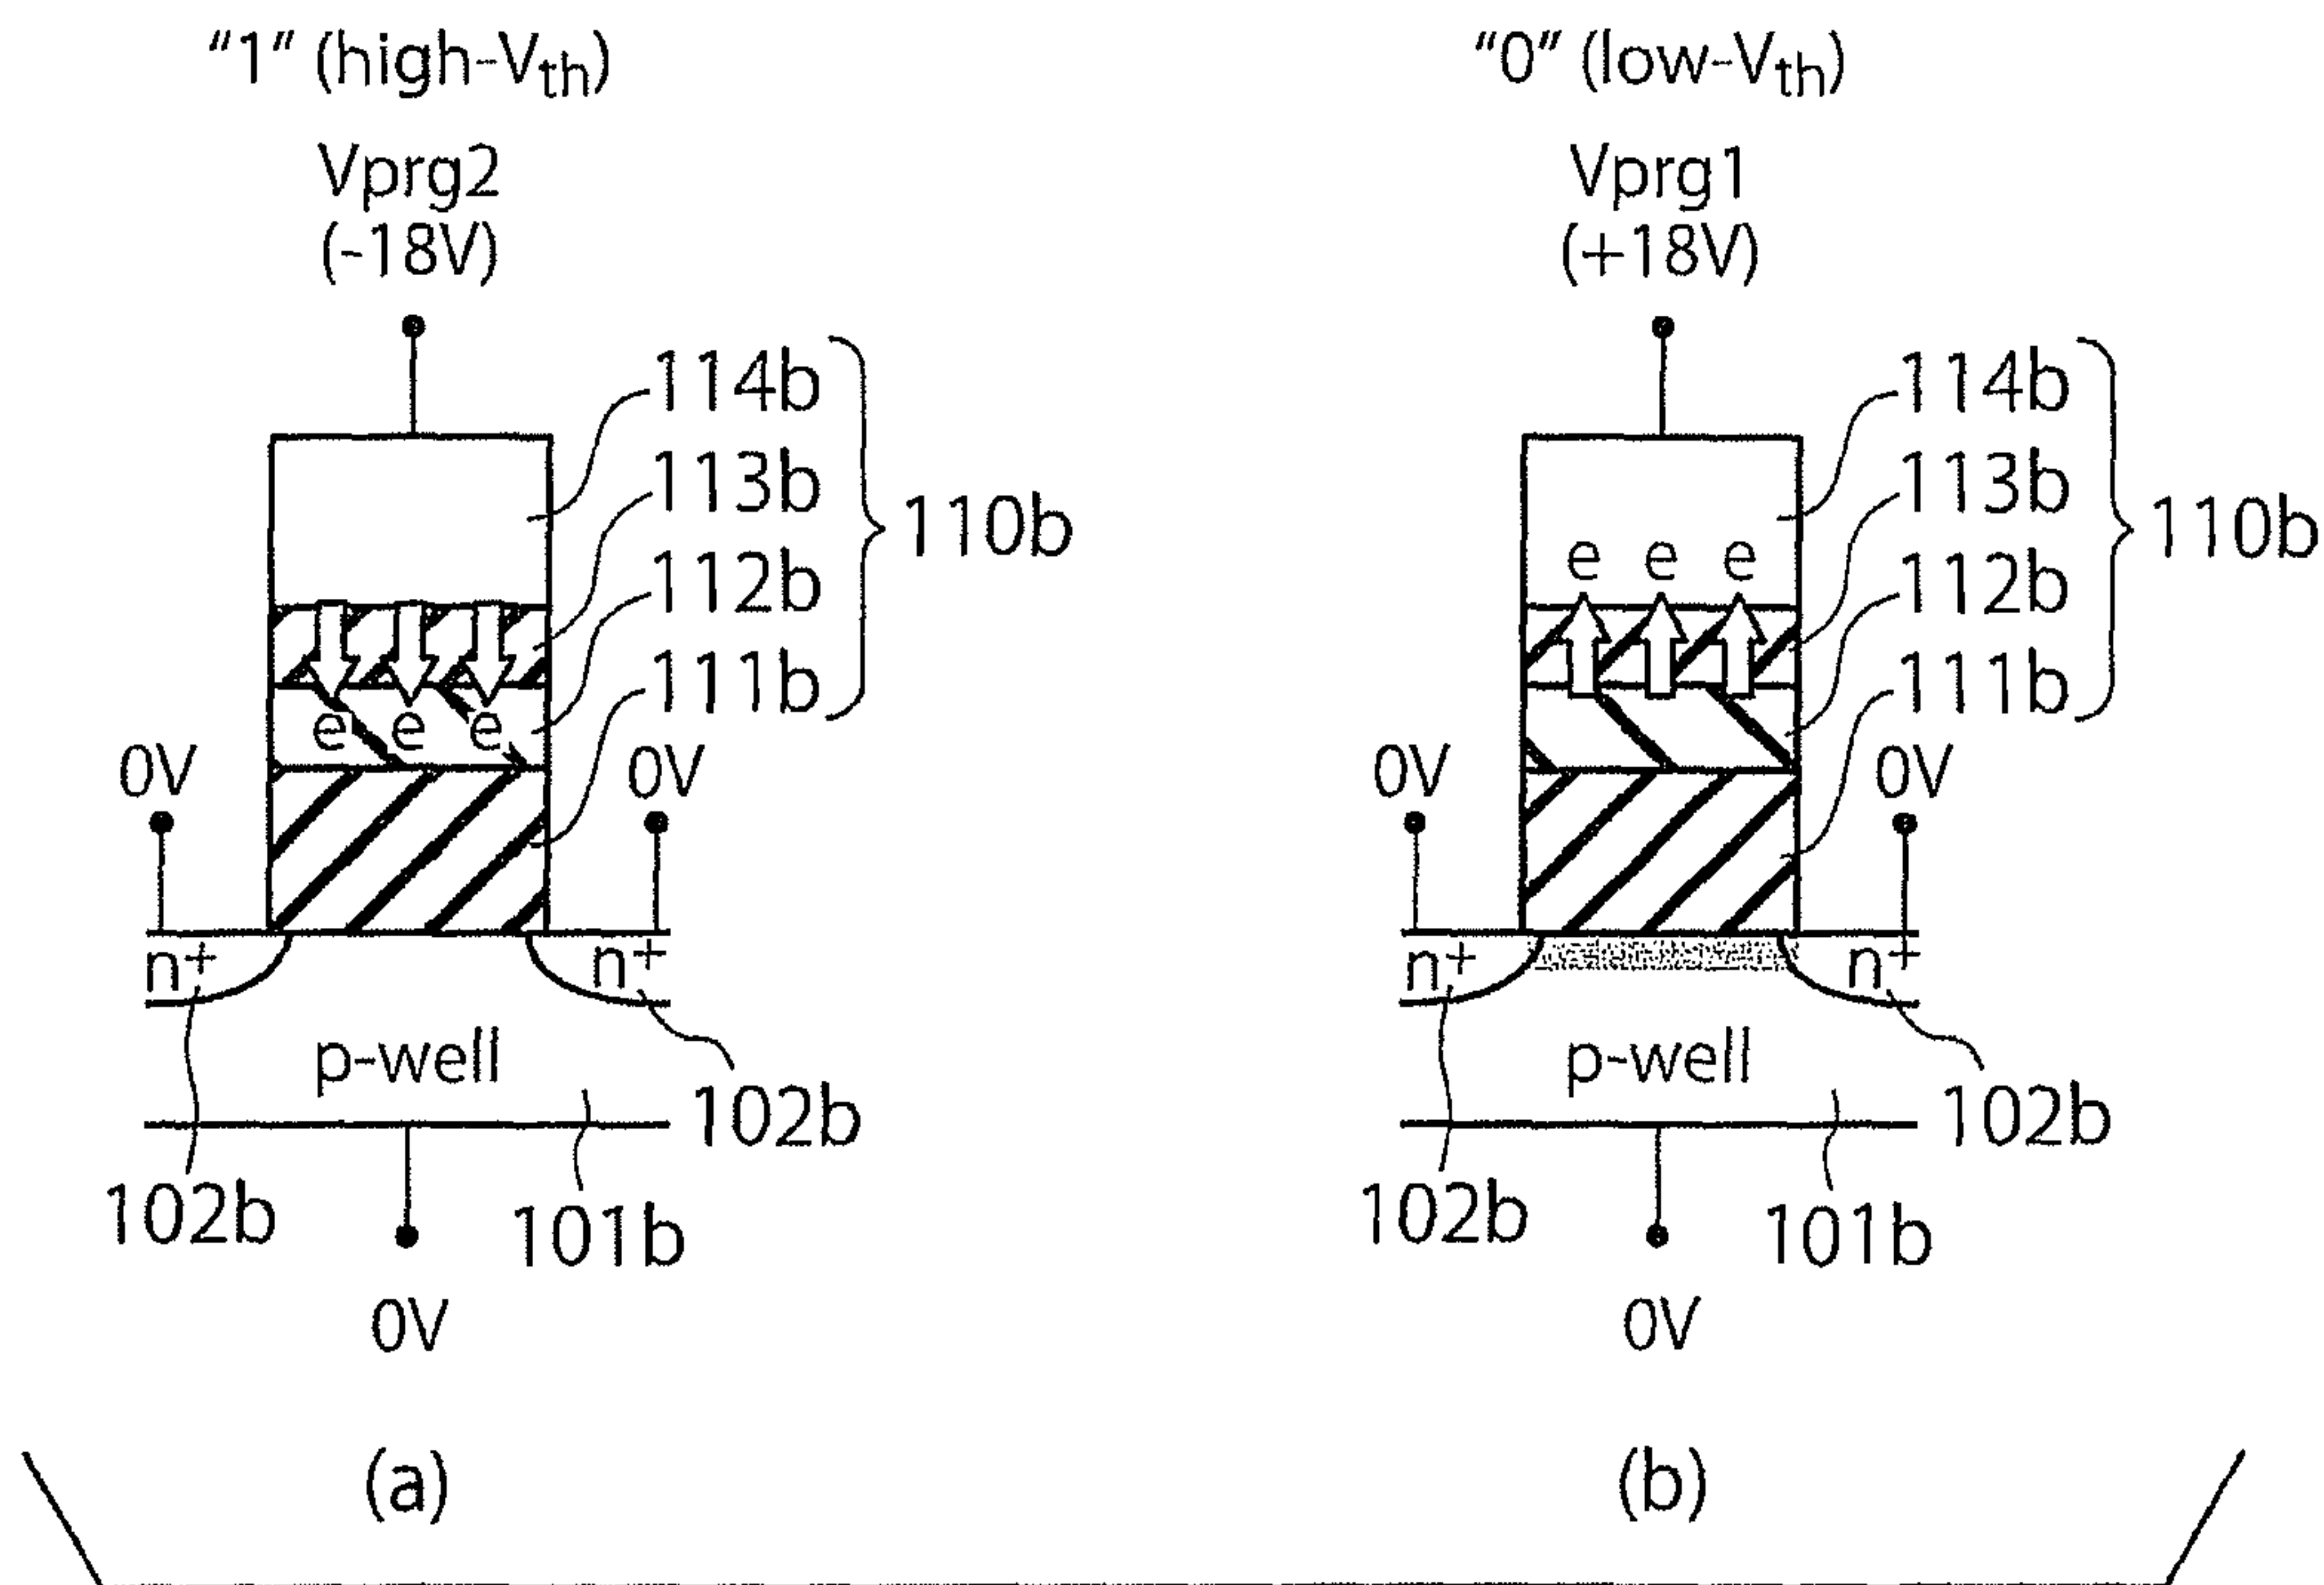 “1” (high-Vth)
Vprg2
(-18V)
114b
113b
112b
111b
110b
e e e
0V
0V
n+
n+
p-well
102b
102b
101b
0V
(a)
“0” (low-Vth)
Vprg1
(+18V)
114b
113b
112b
111b
110b
e e e
0V
0V
n+
n+
p-well
102b
102b
101b
0V
(b)